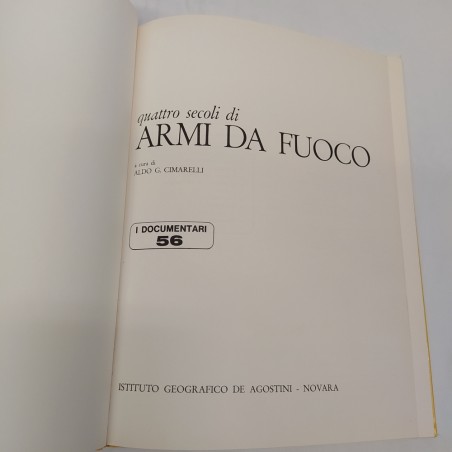 quattro secoli di
ARMI DA FUOCO
a cura di
ALDO G. CIMARELLI
I DOCUMENTARI
56
ISTITUTO GEOGRAFICO DE AGOSTINI - NOVARA